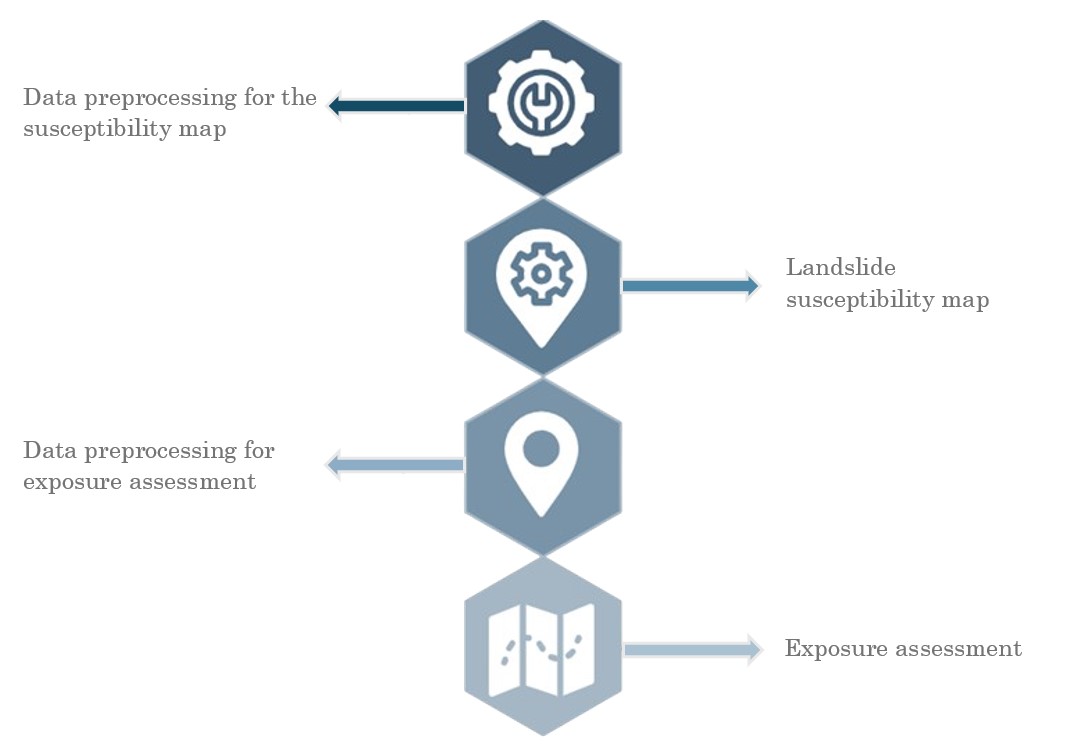 Data preprocessing for the
susceptibility map
Landslide
susceptibility map
Data preprocessing for
exposure assessment
Exposure assessment